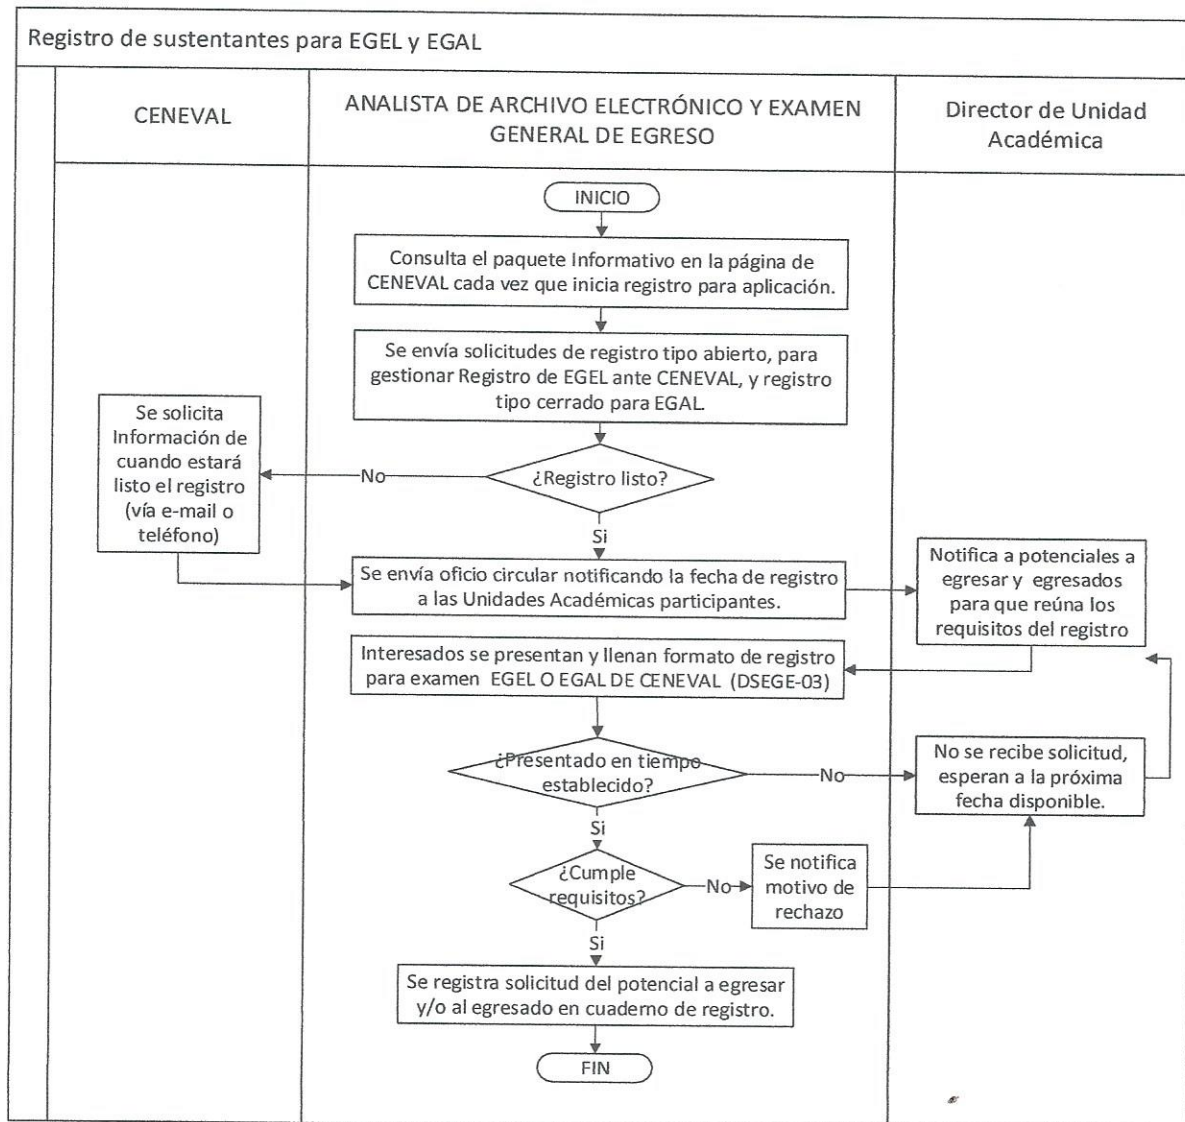 Registro de sustentantes para EGEL y EGAL
CENEVAL
ANALISTA DE ARCHIVO ELECTRÓNICO Y EXAMEN
GENERAL DE EGRESO
Director de Unidad
Académica
INICIO
Consulta el paquete Informativo en la página de
CENEVAL cada vez que inicia registro para aplicación.
Se envía solicitudes de registro tipo abierto, para
gestionar Registro de EGEL ante CENEVAL, y registro
tipo cerrado para EGAL.
¿Registro listo?
No
Se solicita
Información de
cuando estará
listo el registro
(vía e-mail o
teléfono)
Si
Se envía oficio circular notificando la fecha de registro
a las Unidades Académicas participantes.
Notifica a potenciales a
egresar y egresados
para que reúna los
requisitos del registro
Interesados se presentan y llenan formato de registro
para examen EGEL O EGAL DE CENEVAL (DSEGE-03)
¿Presentado en tiempo
establecido?
No
No se recibe solicitud,
esperan a la próxima
fecha disponible.
Si
¿Cumple
requisitos?
No
Se notifica
motivo de
rechazo
Si
Se registra solicitud del potencial a egresar
y/o al egresado en cuaderno de registro.
FIN